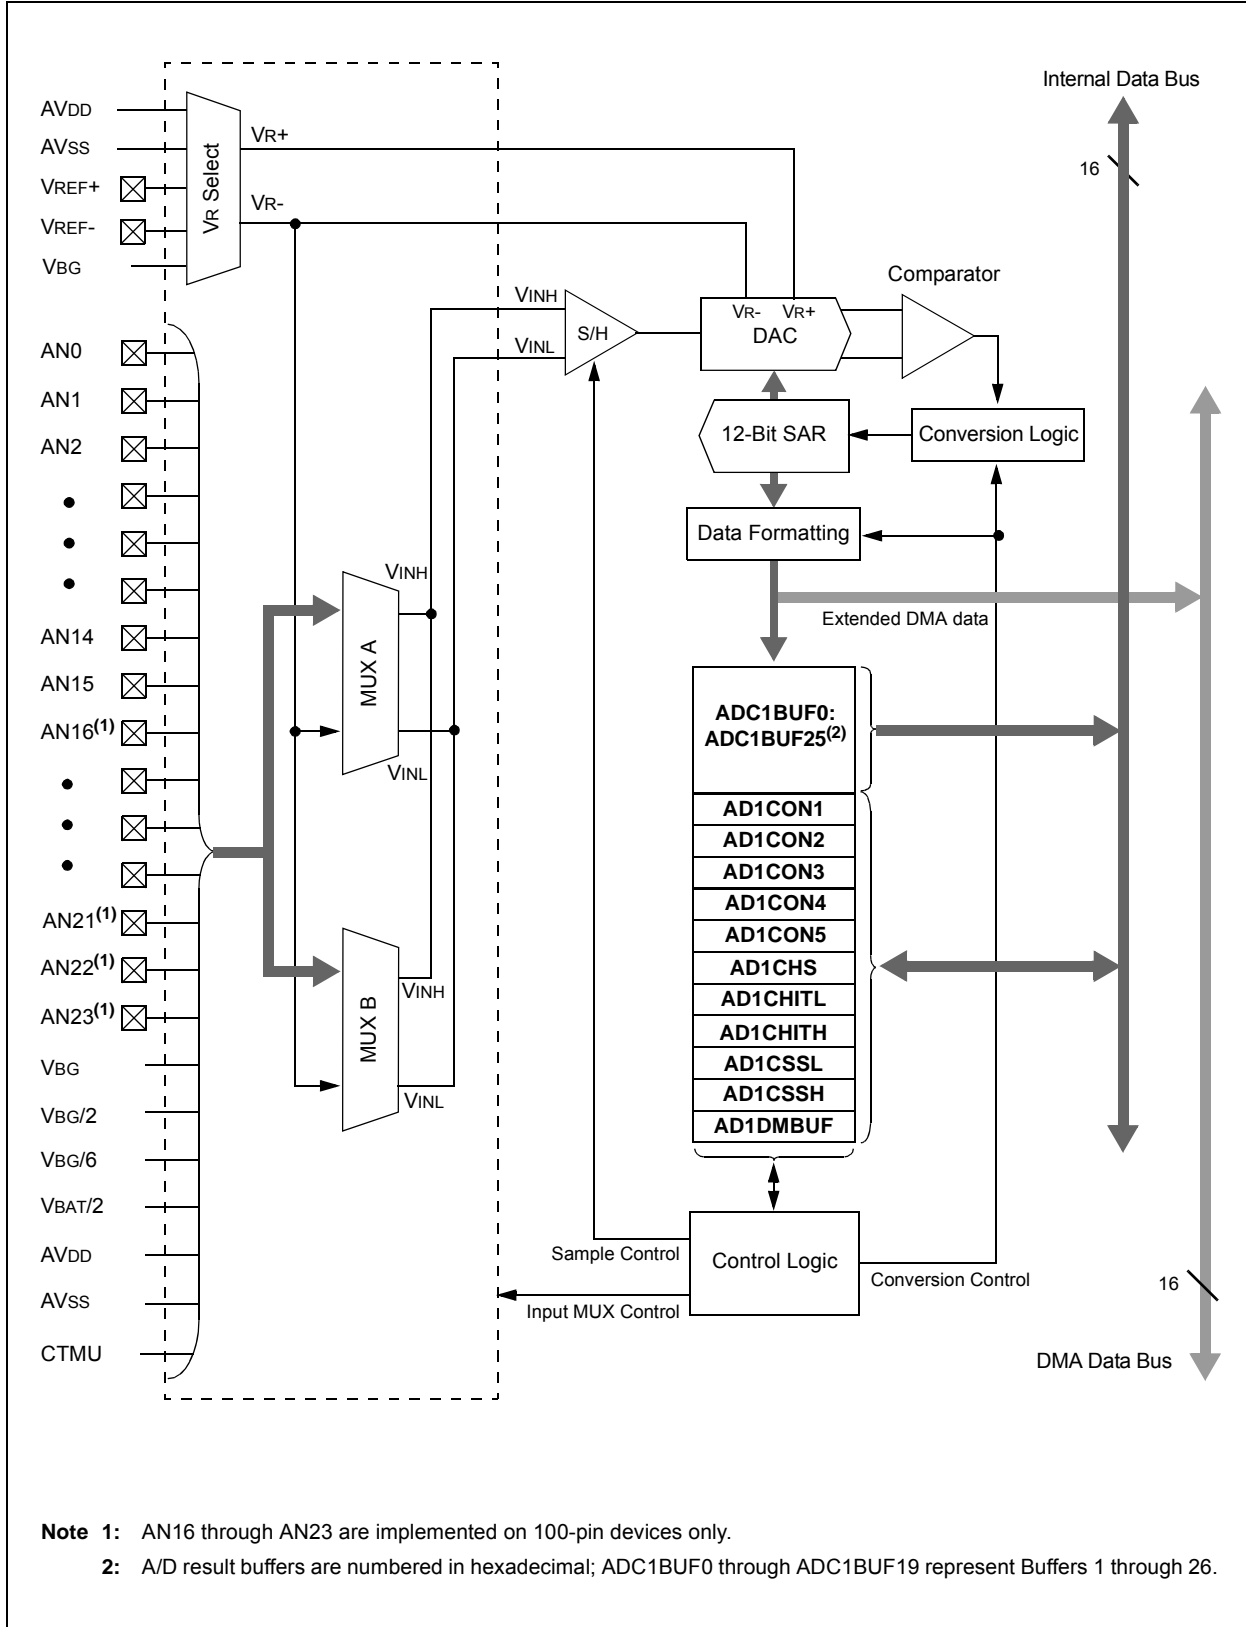 AVDD
AVSS
VREF+
VREF-
VBG
VR Select
VR+
VR-
Internal Data Bus
16
Comparator
VINH
VINL
S/H
VR- VR+
DAC
12-Bit SAR
Conversion Logic
Data Formatting
Extended DMA data
AN0
AN1
AN2
AN14
AN15
AN16(1)
AN21(1)
AN22(1)
AN23(1)
VBG
VBG/2
VBG/6
VBAT/2
AVDD
AVSS
CTMU
VINH
MUX A
VINL
VINH
MUX B
VINL
ADC1BUF0:
ADC1BUF25(2)
AD1CON1
AD1CON2
AD1CON3
AD1CON4
AD1CON5
AD1CHS
AD1CHITL
AD1CHITH
AD1CSSL
AD1CSSH
AD1DMBUF
Sample Control
Control Logic
Conversion Control
Input MUX Control
16
DMA Data Bus
Note 1: AN16 through AN23 are implemented on 100-pin devices only.
2: A/D result buffers are numbered in hexadecimal; ADC1BUF0 through ADC1BUF19 represent Buffers 1 through 26.